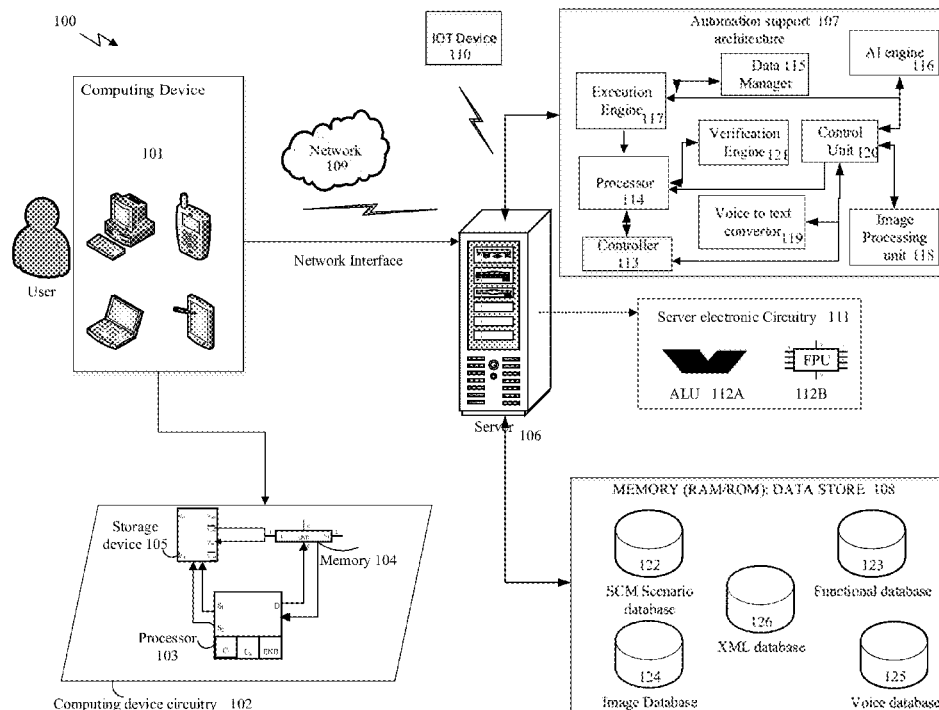 100
Computing Device
101
User
Network
109
Network Interface
IOT Device
110
Automation support 107
architecture
Data 115
Manager
AI engine
116
Execution
Engine
117
Verification
Engine 121
Control
Unit 120
Processor
114
Voice to text
convertor 119
Image
Processing
unit 118
Controller
113
Server electronic Circuitry 111
FPU
ALU 112A
112B
Server 106
Storage
device 105
Memory 104
Processor
103
Computing device circuitry 102
MEMORY (RAM/ROM): DATA STORE 108
122
SCM Scenario
database
123
Functional database
126
XML database
124
Image Database
125
Voice database